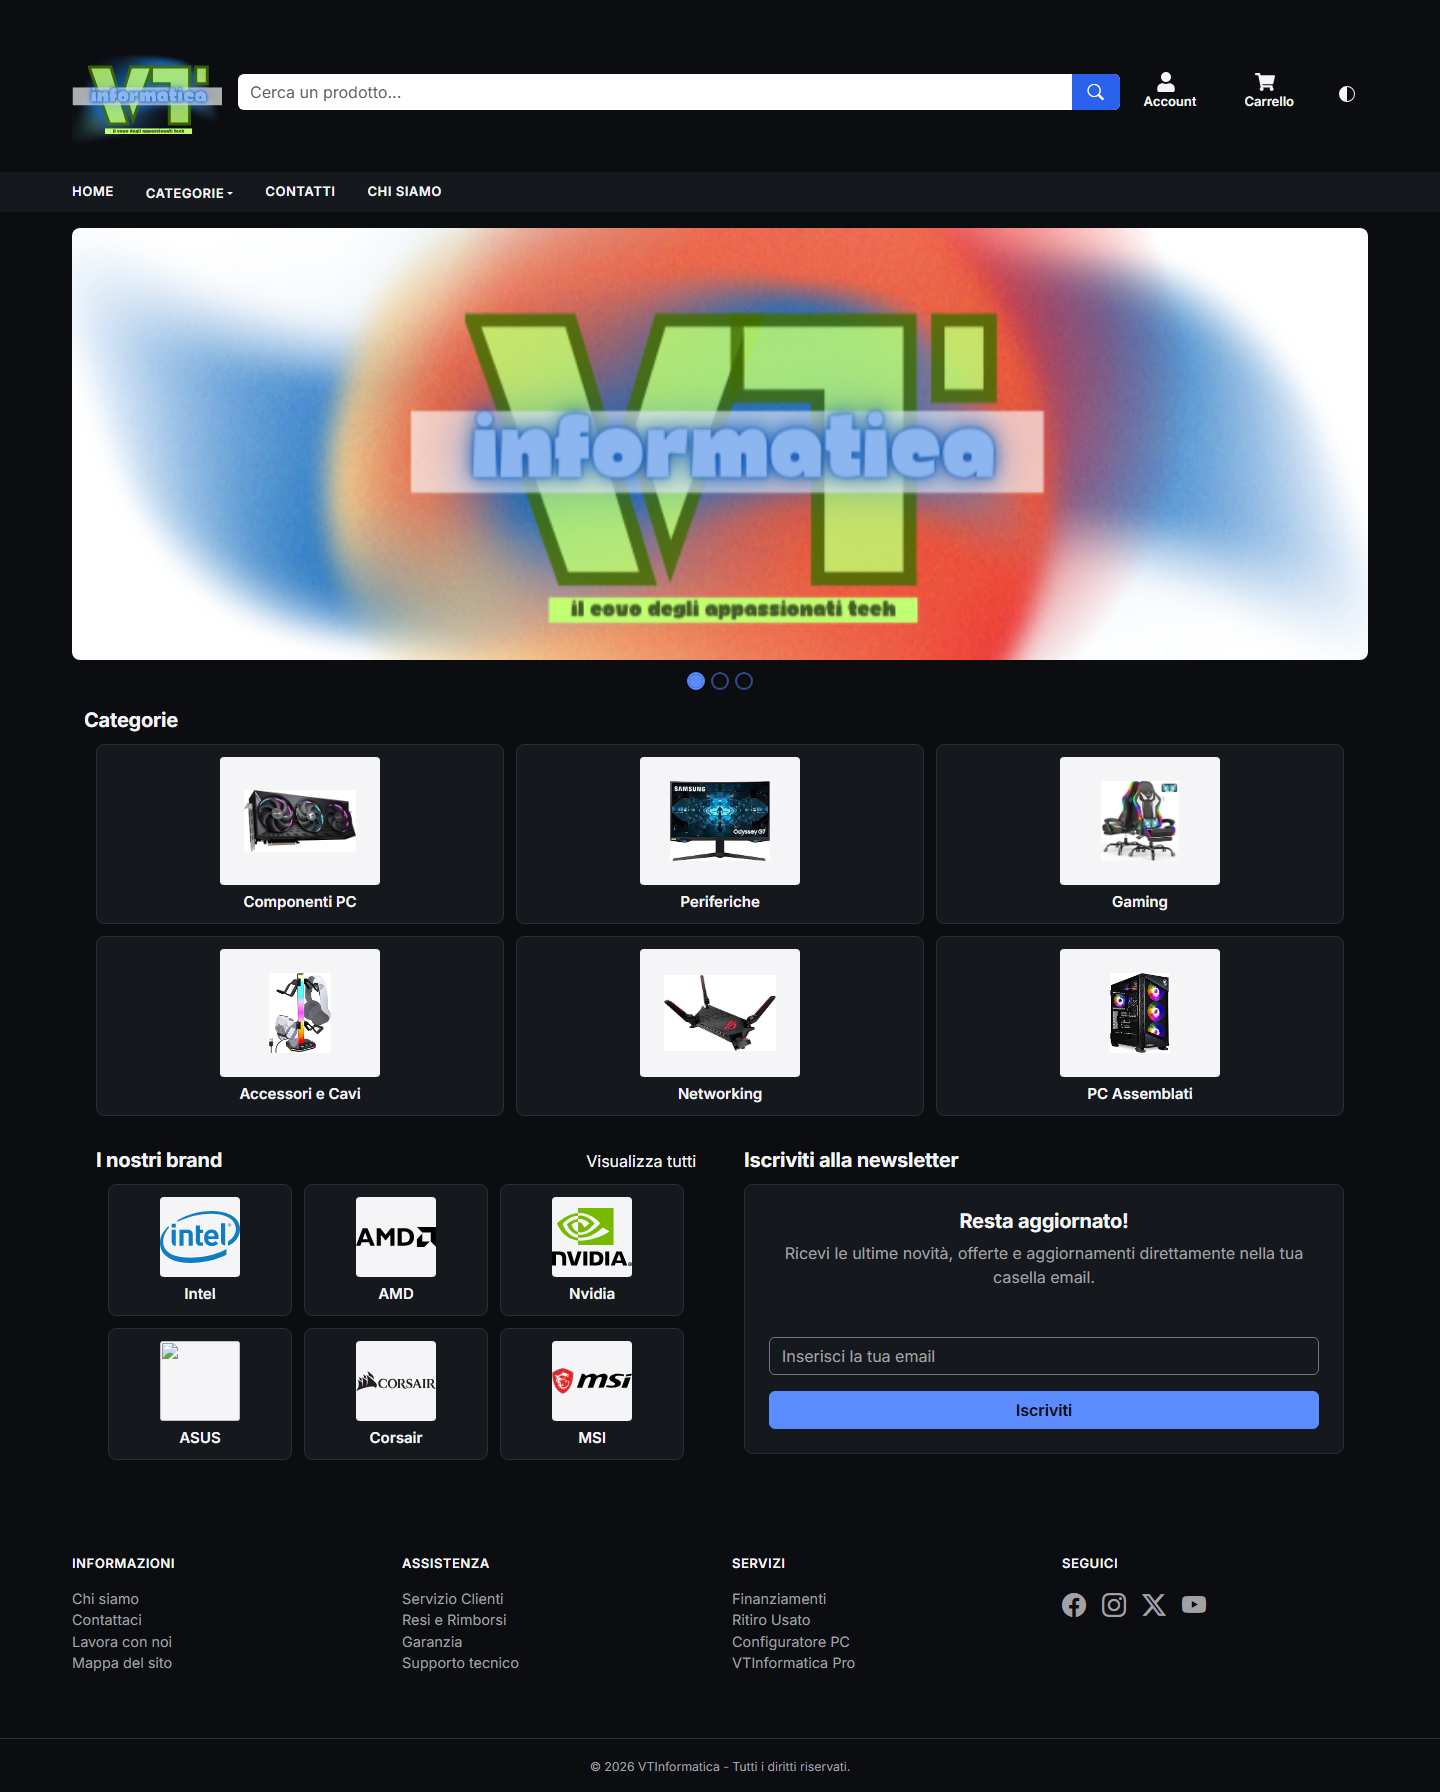 VTi
informatica
il covo degli appassionati tech
Cerca un prodotto...
Account
Carrello
HOME
CATEGORIE
CONTATTI
CHI SIAMO
VTi
informatica
il covo degli appassionati tech
Categorie
SAMSUNG
Odyssey G7
Componenti PC
Periferiche
Gaming
Accessori e Cavi
Networking
PC Assemblati
I nostri brand
Visualizza tutti
intel
AMD
NVIDIA
Intel
AMD
Nvidia
CORSAIR
msi
ASUS
Corsair
MSI
Iscriviti alla newsletter
Resta aggiornato!
Ricevi le ultime novità, offerte e aggiornamenti direttamente nella tua
casella email.
Inserisci la tua email
Iscriviti
INFORMAZIONI
Chi siamo
Contattaci
Lavora con noi
Mappa del sito
ASSISTENZA
Servizio Clienti
Resi e Rimborsi
Garanzia
Supporto tecnico
SERVIZI
Finanziamenti
Ritiro Usato
Configuratore PC
VTInformatica Pro
SEGUICI
© 2026 VTInformatica - Tutti i diritti riservati.